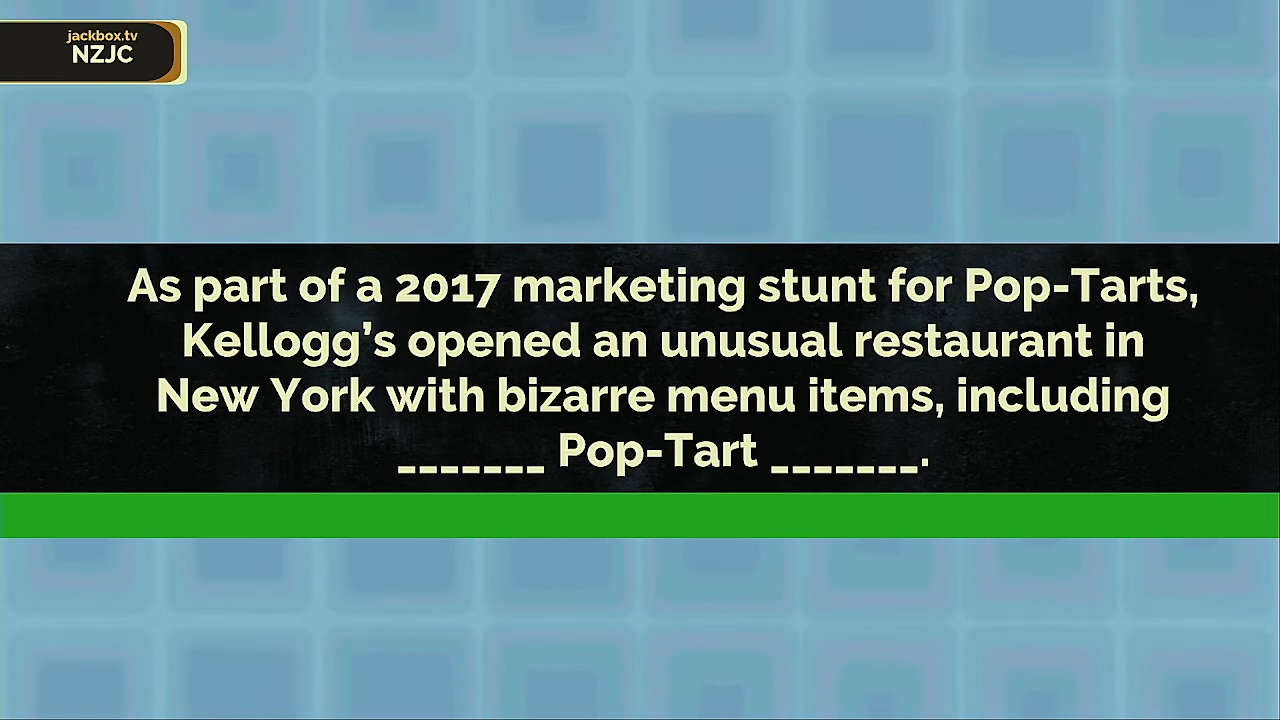 jackbox.tv
NZJC
As part of a 2017 marketing stunt for Pop-Tarts,
Kellogg’s opened an unusual restaurant in
New York with bizarre menu items, including
_______ Pop-Tart _______.